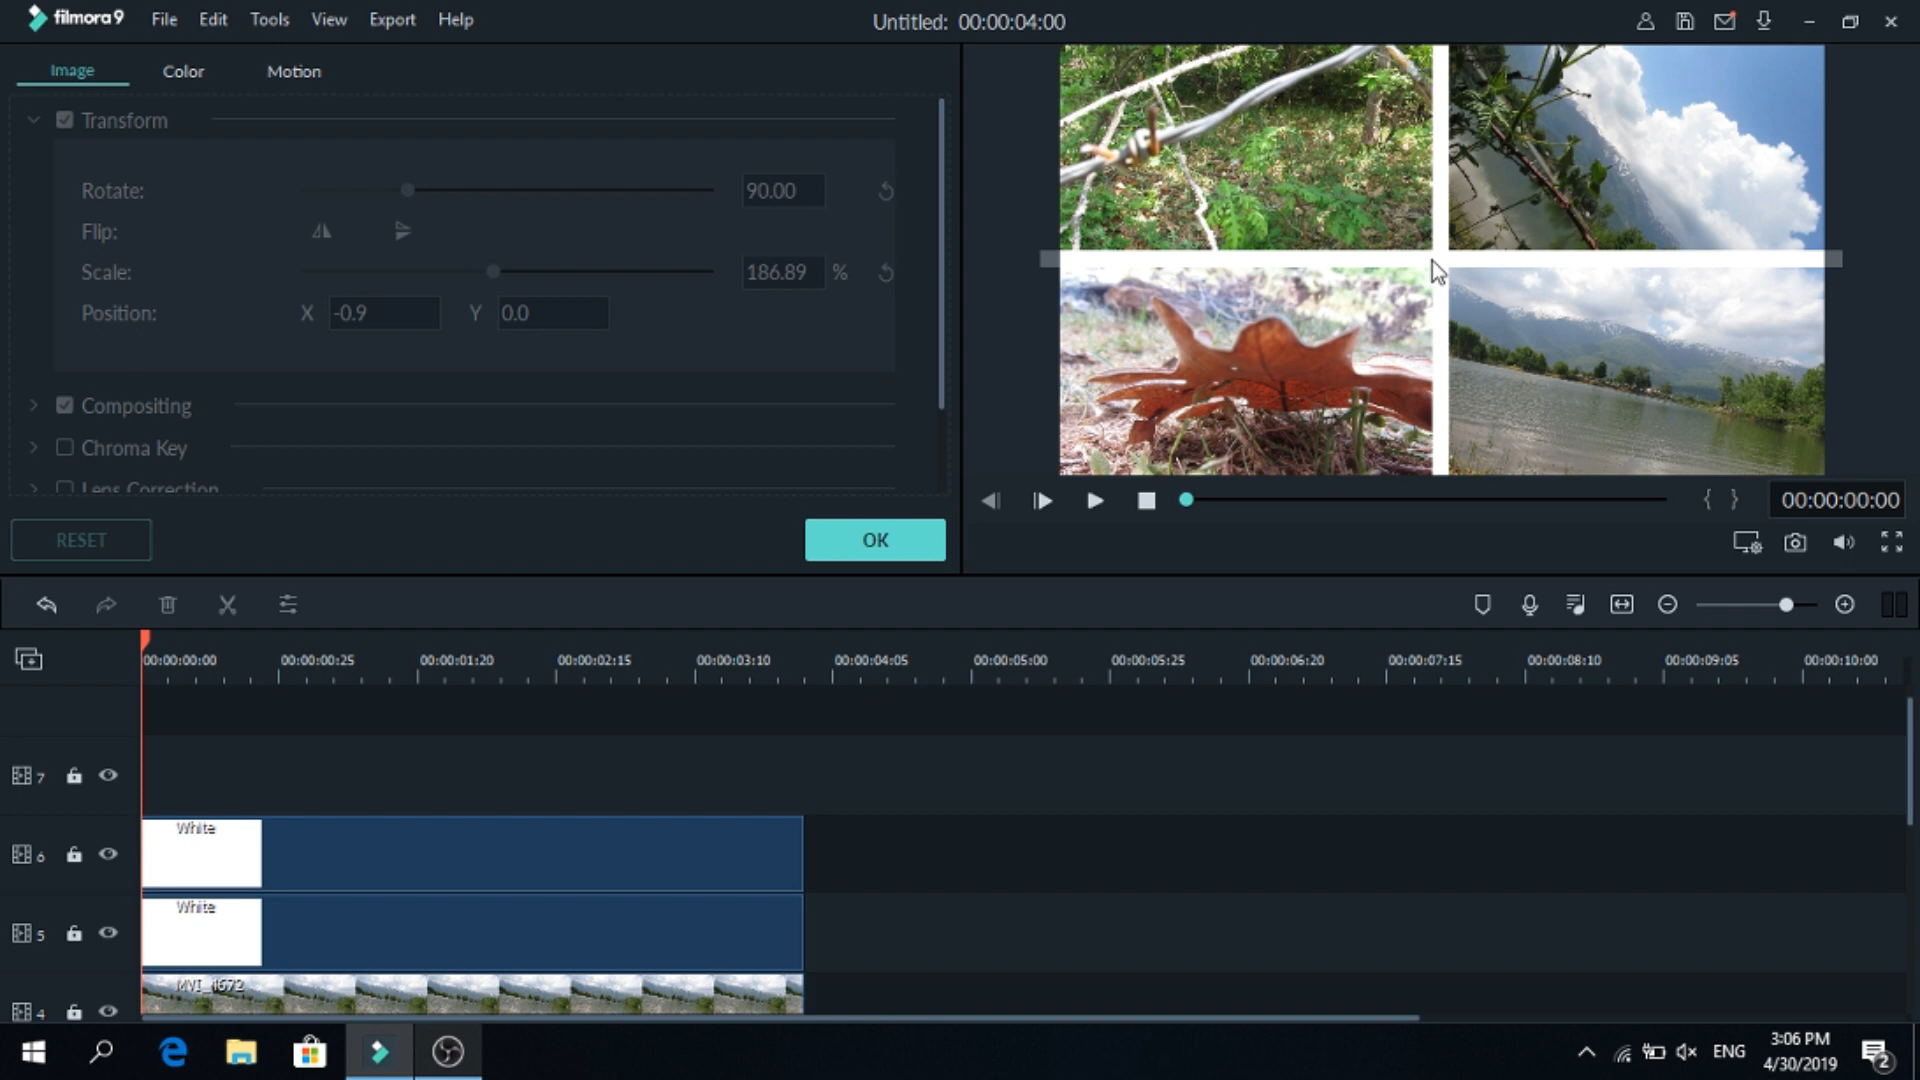 filmora9 File Edit Tools View Export Help Untitled: 00:00:04:00
Image Color Motion
Transform
Rotate: 90.00
Flip:
Scale: 186.89 %
Position: X -0.9 Y 0.0
Compositing
Chroma Key
Lens Correction
RESET OK
{ } 00:00:00:00
00:00:00:00 00:00:00:25 00:00:01:20 00:00:02:15 00:00:03:10 00:00:04:05 00:00:05:00 00:00:05:25 00:00:06:20 00:00:07:15 00:00:08:10 00:00:09:05 00:00:10:00
7
White
6
White
5
MVI_4672
4
ENG 3:06 PM
4/30/2019
2